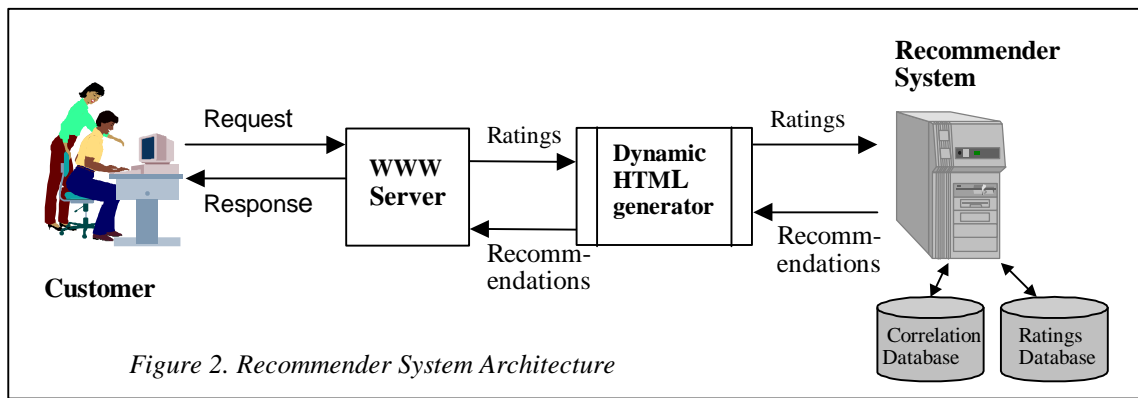 Recommender
System
Request
Response
Customer
WWW
Server
Ratings
Recomm-
endations
Dynamic
HTML
generator
Ratings
Recomm-
endations
Correlation
Database
Ratings
Database
Figure 2. Recommender System Architecture